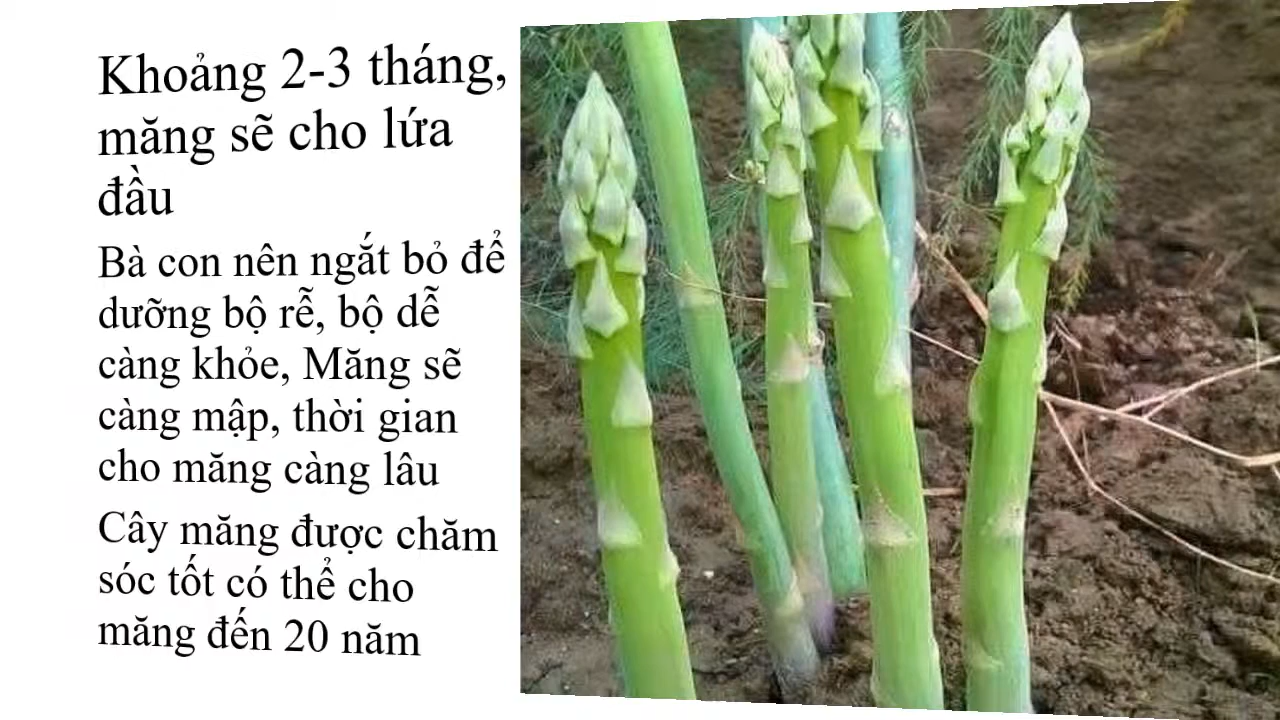 Khoảng 2-3 tháng,
măng sẽ cho lứa
đầu
Bà con nên ngắt bỏ để
dưỡng bộ rễ, bộ dễ
càng khỏe, Măng sẽ
càng mập, thời gian
cho măng càng lâu
Cây măng được chăm
sóc tốt có thể cho
măng đến 20 năm